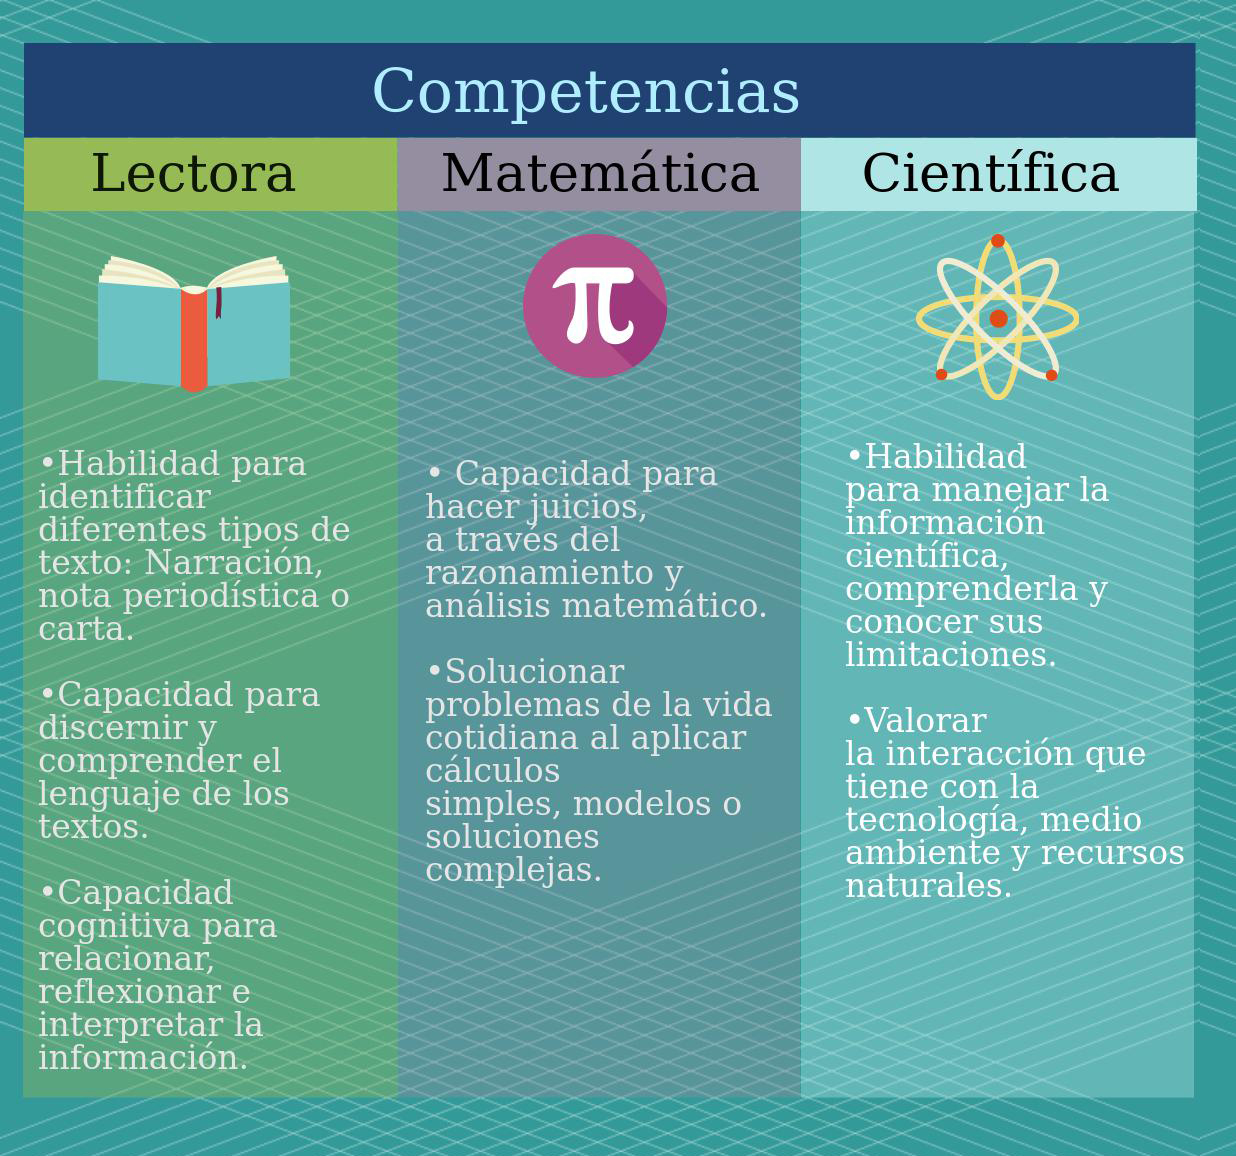 Competencias
Lectora
Matemática
Científica
•Habilidad para
identificar
diferentes tipos de
texto: Narración,
nota periodística o
carta.
•Capacidad para
discernir y
comprender el
lenguaje de los
textos.
•Capacidad
cognitiva para
relacionar,
reflexionar e
interpretar la
información.
• Capacidad para
hacer juicios,
a través del
razonamiento y
análisis matemático.
•Solucionar
problemas de la vida
cotidiana al aplicar
cálculos
simples, modelos o
soluciones
complejas.
•Habilidad
para manejar la
información
científica,
comprenderla y
conocer sus
limitaciones.
•Valorar
la interacción que
tiene con la
tecnología, medio
ambiente y recursos
naturales.